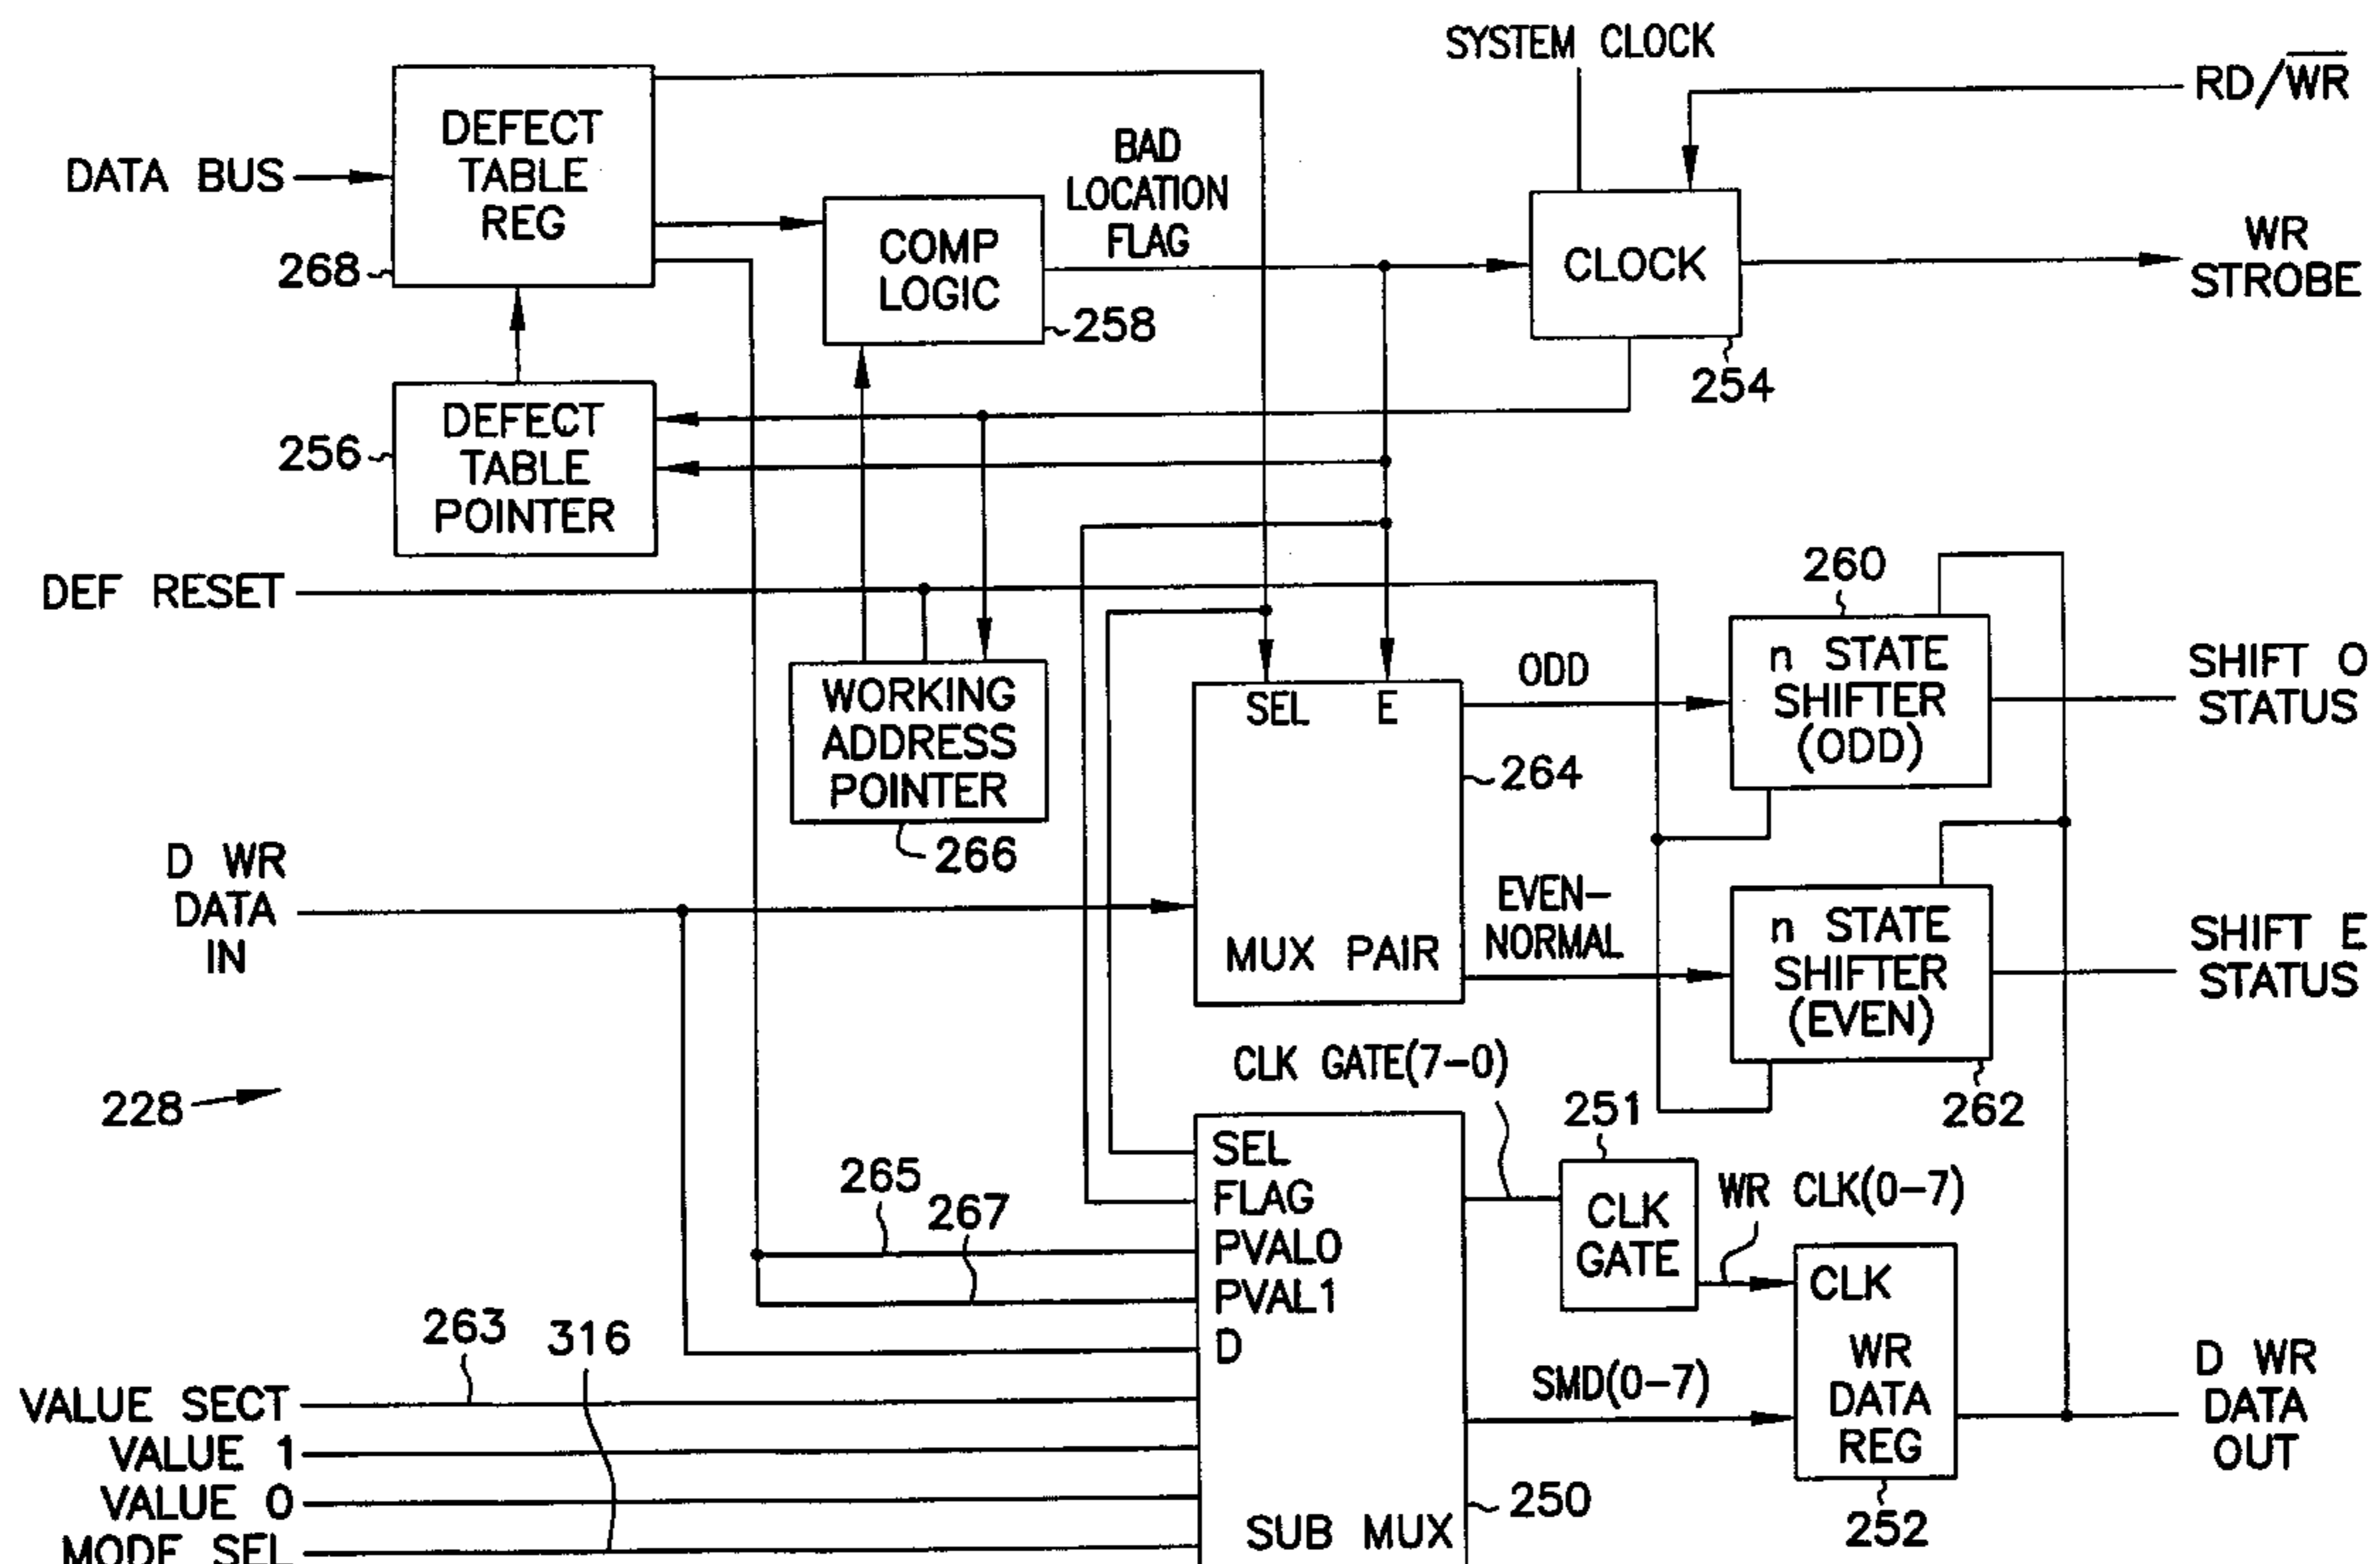 SYSTEM CLOCK
RD/WR
DEFECT
TABLE
REG
DATA BUS
268
BAD
LOCATION
FLAG
COMP
LOGIC
258
CLOCK
254
WR
STROBE
DEFECT
TABLE
POINTER
256
DEF RESET
WORKING
ADDRESS
POINTER
266
SEL E
MUX PAIR
264
ODD
EVEN-
NORMAL
260
n STATE
SHIFTER
(ODD)
SHIFT O
STATUS
n STATE
SHIFTER
(EVEN)
262
SHIFT E
STATUS
D WR
DATA
IN
228
CLK GATE(7-0)
251
CLK
GATE
WR CLK(0-7)
SEL
FLAG
PVAL0
PVAL1
D
SUB MUX
250
265
267
263
316
VALUE SECT
VALUE 1
VALUE 0
MODE SEL
SMD(0-7)
CLK
WR
DATA
REG
252
D WR
DATA
OUT